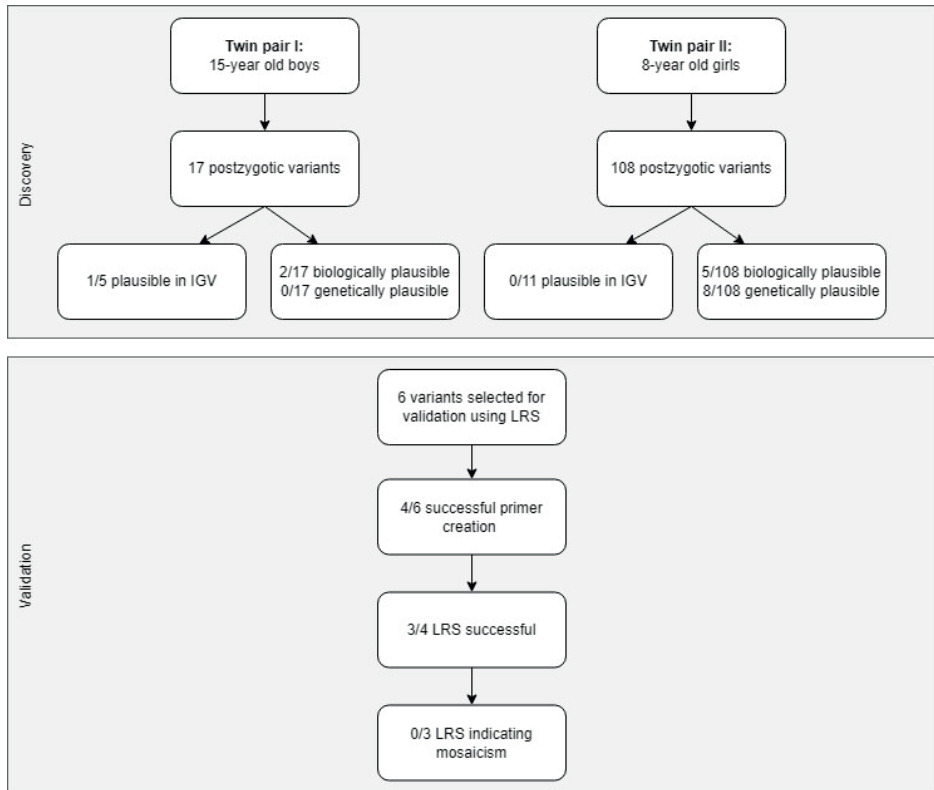 Discovery
Twin pair I:
15-year old boys
Twin pair II:
8-year old girls
17 postzygotic variants
108 postzygotic variants
1/5 plausible in IGV
2/17 biologically plausible
0/17 genetically plausible
0/11 plausible in IGV
5/108 biologically plausible
8/108 genetically plausible
Validation
6 variants selected for
validation using LRS
4/6 successful primer
creation
3/4 LRS successful
0/3 LRS indicating
mosaicism